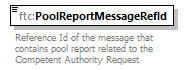 ftc:PoolReportMessageRefId
Reference Id of the message that
contains pool report related to the
Competent Authority Request